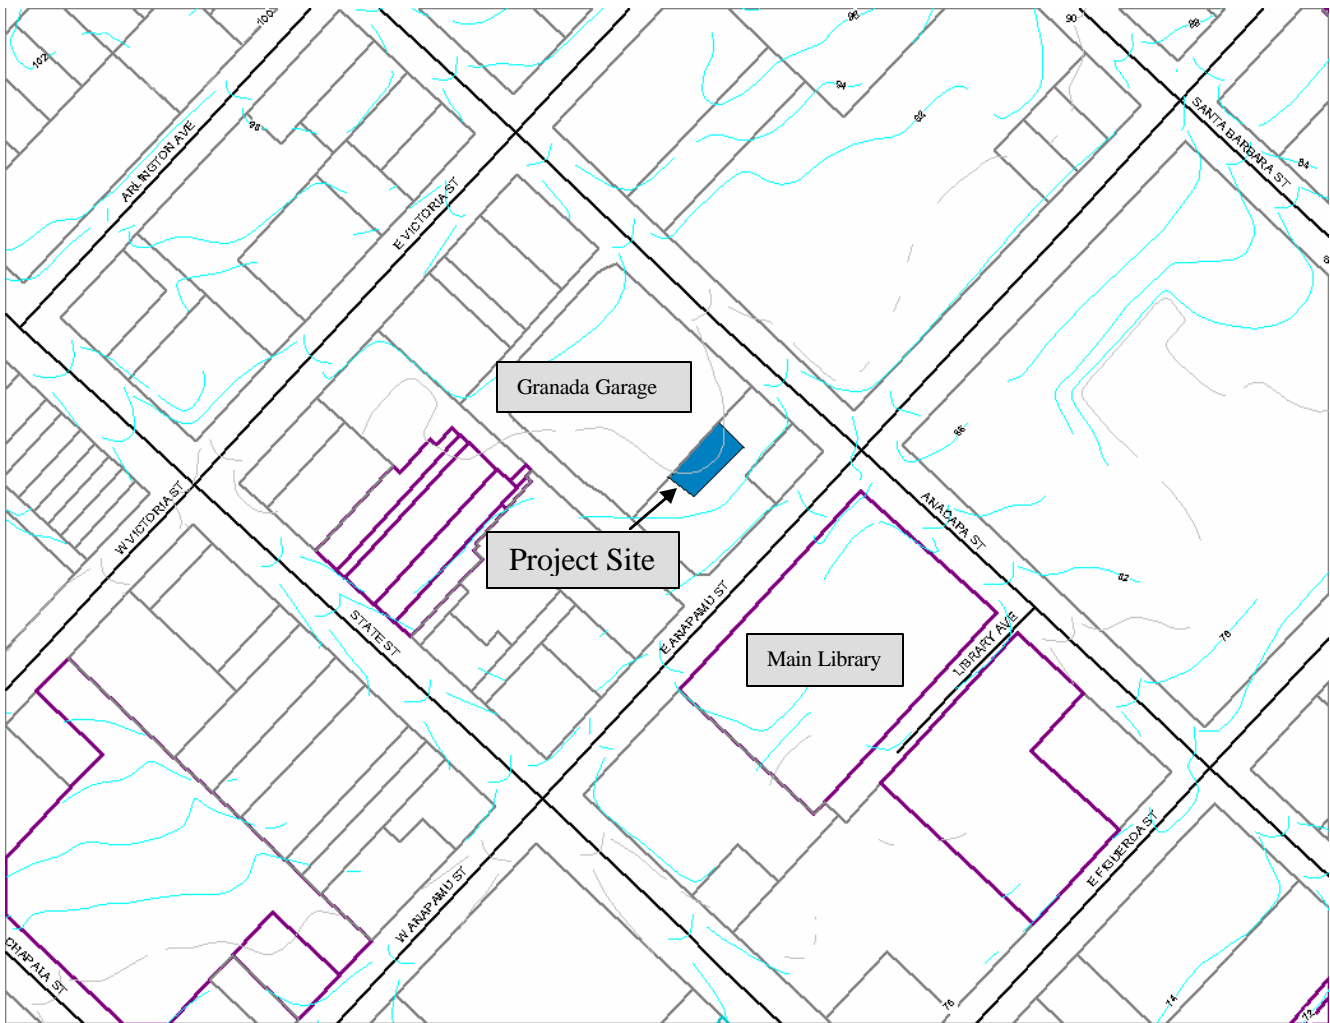 100
96
90
88
102
94
92
SANTA BARBARA ST
98
ARLINGTON AVE
84
E VICTORIA ST
8
Granada Garage
86
W VICTORIA ST
ANACAPA ST
Project Site
82
E ANAPAMU ST
STATE ST
LIBRARY AVE
78
Main Library
E FIGUEROA ST
W ANAPAMU ST
CHAPALA ST
76
74
72